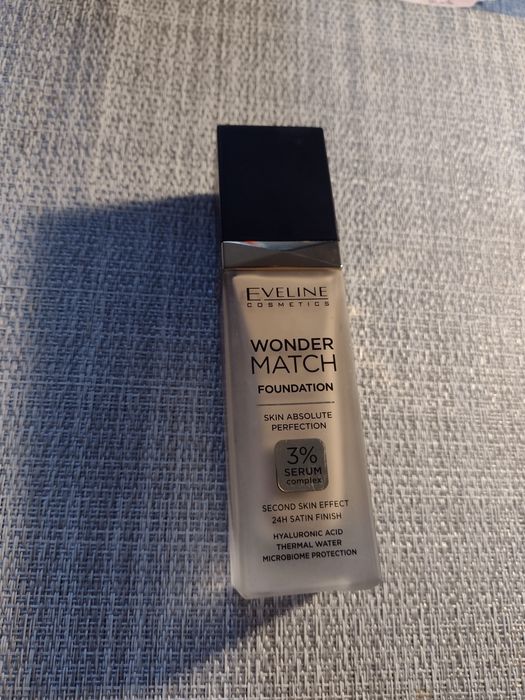 EVELINE
COSMETICS
WONDER
MATCH
FOUNDATION
SKIN ABSOLUTE
PERFECTION
3%
SERUM
complex
SECOND SKIN EFFECT
24H SATIN FINISH
HYALURONIC ACID
THERMAL WATER
MICROBIOME PROTECTION